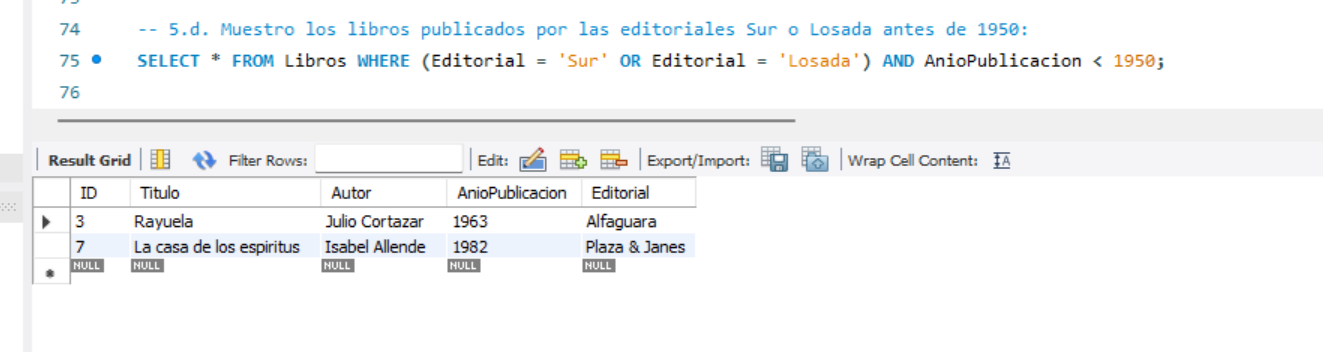 74 -- 5.d. Muestro los libros publicados por las editoriales Sur o Losada antes de 1950:
75 SELECT * FROM Libros WHERE (Editorial = 'Sur' OR Editorial = 'Losada') AND AnioPublicacion < 1950;
76
Result Grid Filter Rows: Edit: Export/Import: Wrap Cell Content: IA
ID Titulo Autor AnioPublicacion Editorial
3 Rayuela Julio Cortazar 1963 Alfaguara
7 La casa de los espiritus Isabel Allende 1982 Plaza & Janes
NULL NULL NULL NULL NULL